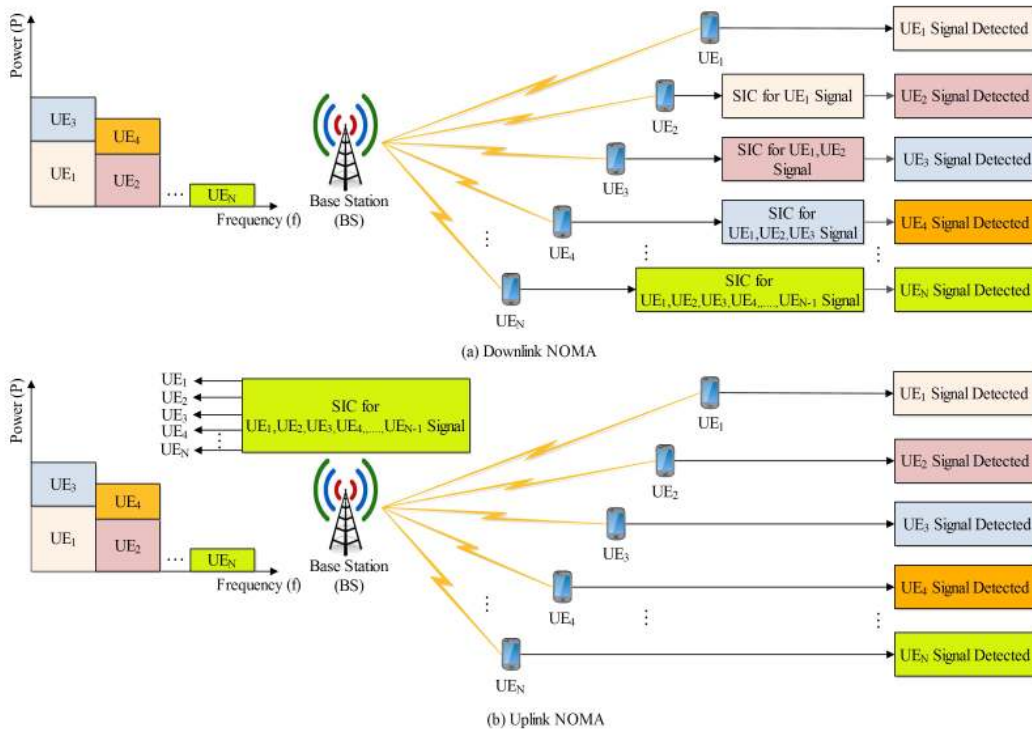 Power (P)
UE3
UE1
UE4
UE2
...
UEN
Frequency (f)
Base Station
(BS)
UE1
UE1 Signal Detected
UE2
SIC for UE1 Signal
UE2 Signal Detected
UE3
SIC for UE1,UE2
Signal
UE3 Signal Detected
UE4
SIC for
UE1,UE2,UE3 Signal
UE4 Signal Detected
UEN
SIC for
UE1,UE2,UE3,UE4,.....,UEN-1 Signal
UEN Signal Detected
(a) Downlink NOMA
Power (P)
UE3
UE1
UE4
UE2
...
UEN
Frequency (f)
UE1
UE2
UE3
UE4
UEN
SIC for
UE1,UE2,UE3,UE4,.....,UEN-1 Signal
Base Station
(BS)
UE1
UE1 Signal Detected
UE2
UE2 Signal Detected
UE3
UE3 Signal Detected
UE4
UE4 Signal Detected
UEN
UEN Signal Detected
(b) Uplink NOMA